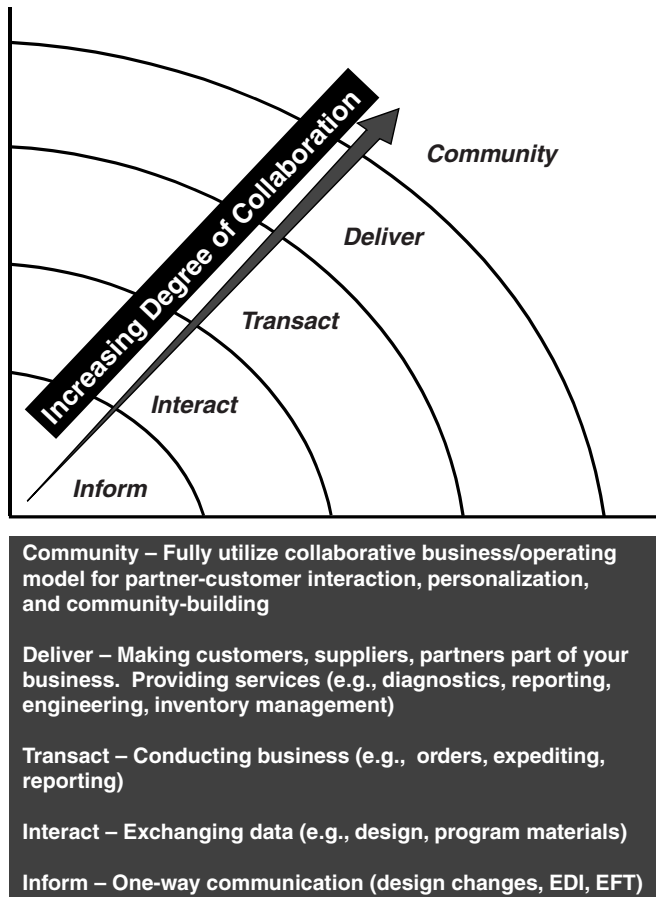 Increasing Degree of Collaboration
Community
Deliver
Transact
Interact
Inform
Community – Fully utilize collaborative business/operating
model for partner-customer interaction, personalization,
and community-building
Deliver – Making customers, suppliers, partners part of your
business.  Providing services (e.g., diagnostics, reporting,
engineering, inventory management)
Transact – Conducting business (e.g.,  orders, expediting,
reporting)
Interact – Exchanging data (e.g., design, program materials)
Inform – One-way communication (design changes, EDI, EFT)